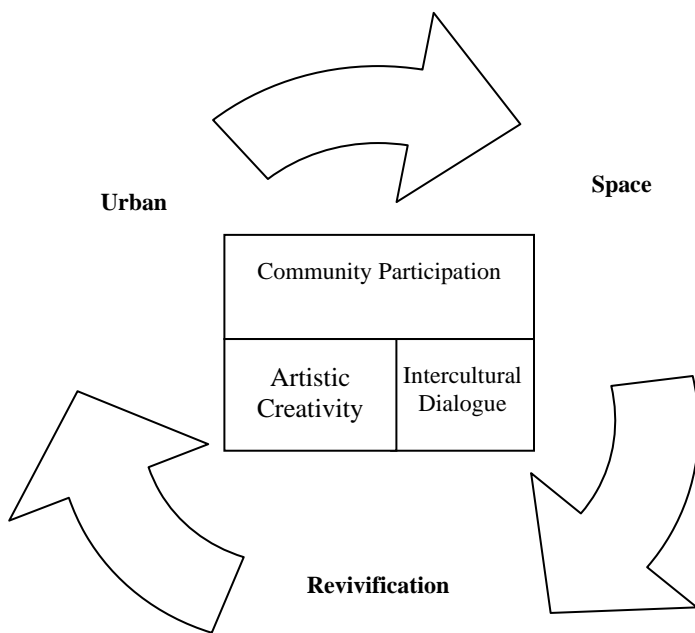 Urban
Space
Community Participation
Artistic
Creativity
Intercultural
Dialogue
Revivification